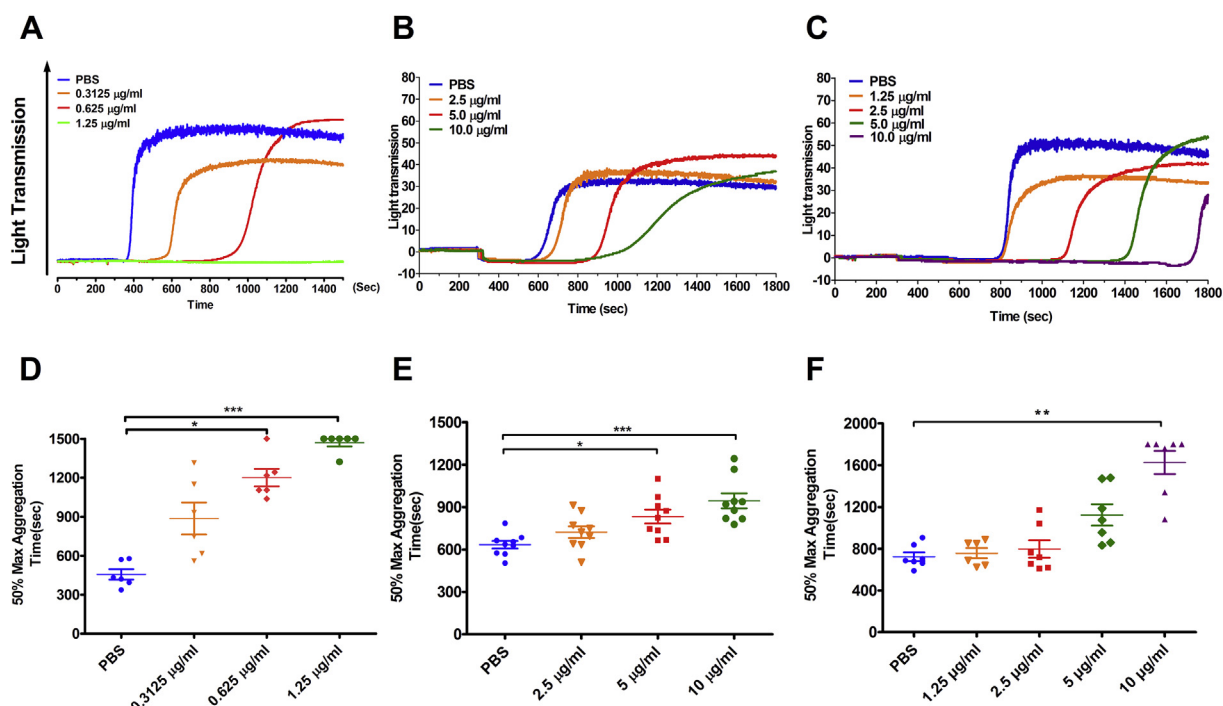 A
Light Transmission
PBS
0.3125 µg/ml
0.625 µg/ml
1.25 µg/ml
0 200 400 600 800 1000 1200 1400 (Sec)
Time
B
Light transmission
80
70
60
50
40
30
20
10
0
-10
PBS
2.5 µg/ml
5.0 µg/ml
10.0 µg/ml
0 200 400 600 800 1000 1200 1400 1600 1800
Time (sec)
C
Light transmission
80
70
60
50
40
30
20
10
0
-10
PBS
1.25 µg/ml
2.5 µg/ml
5.0 µg/ml
10.0 µg/ml
0 200 400 600 800 1000 1200 1400 1600 1800
Time (sec)
D
50% Max Aggregation
Time(sec)
1500
1200
900
600
300
0
***
*
PBS
0.3125 µg/ml
0.625 µg/ml
1.25 µg/ml
E
50% Max Aggregation
Time(sec)
1500
1200
900
600
300
0
***
*
PBS
2.5 µg/ml
5 µg/ml
10 µg/ml
F
50% Max Aggregation
Time(sec)
2000
1600
1200
800
400
0
**
PBS
1.25 µg/ml
2.5 µg/ml
5 µg/ml
10 µg/ml